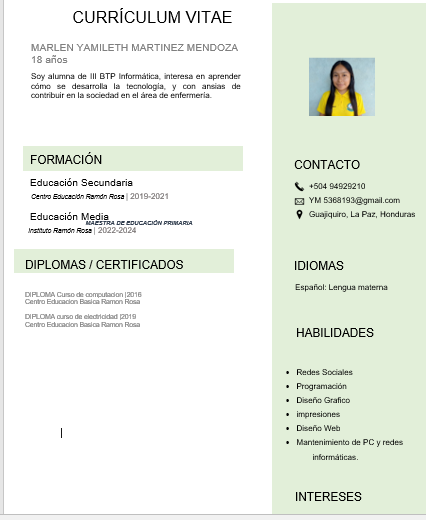 CURRÍCULUM VITAE
MARLEN YAMILETH MARTINEZ MENDOZA
18 años
Soy alumna de III BTP Informática, interesa en aprender
cómo se desarrolla la tecnología, y con ansias de
contribuir en la sociedad en el área de enfermería.
FORMACIÓN
Educación Secundaria
Centro Educación Ramón Rosa | 2019-2021
Educación Media
MAESTRA DE EDUCACIÓN PRIMARIA
Instituto Ramón Rosa | 2022-2024
DIPLOMAS / CERTIFICADOS
DIPLOMA Curso de computacion |2016
Centro Educacion Basica Ramon Rosa
DIPLOMA curso de electricidad |2019
Centro Educacion Basica Ramon Rosa
CONTACTO
+504 94929210
YM 5368193@gmail.com
Guajiquiro, La Paz, Honduras
IDIOMAS
Español: Lengua materna
HABILIDADES
Redes Sociales
Programación
Diseño Grafico
impresiones
Diseño Web
Mantenimiento de PC y redes
informáticas.
INTERESES